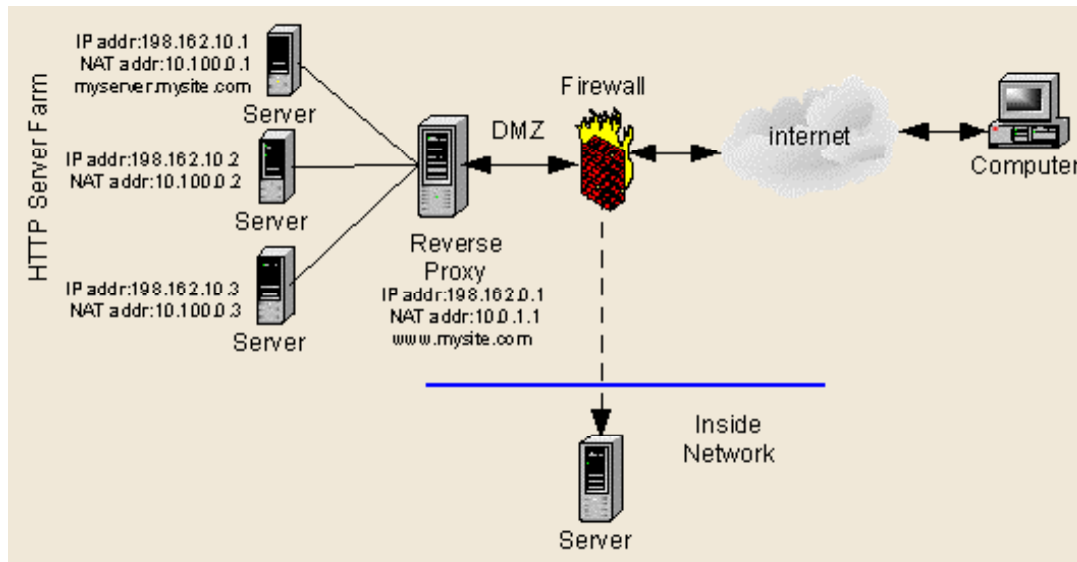 HTTP Server Farm
IP addr:198.162.10.1
NAT addr:10.100.0.1
myserver.mysite.com
Server
IP addr:198.162.10.2
NAT addr:10.100.0.2
Server
IP addr:198.162.10.3
NAT addr:10.100.0.3
Server
Reverse
Proxy
IP addr:198.162.0.1
NAT addr:10.0.1.1
www.mysite.com
DMZ
Firewall
internet
Computer
Inside
Network
Server